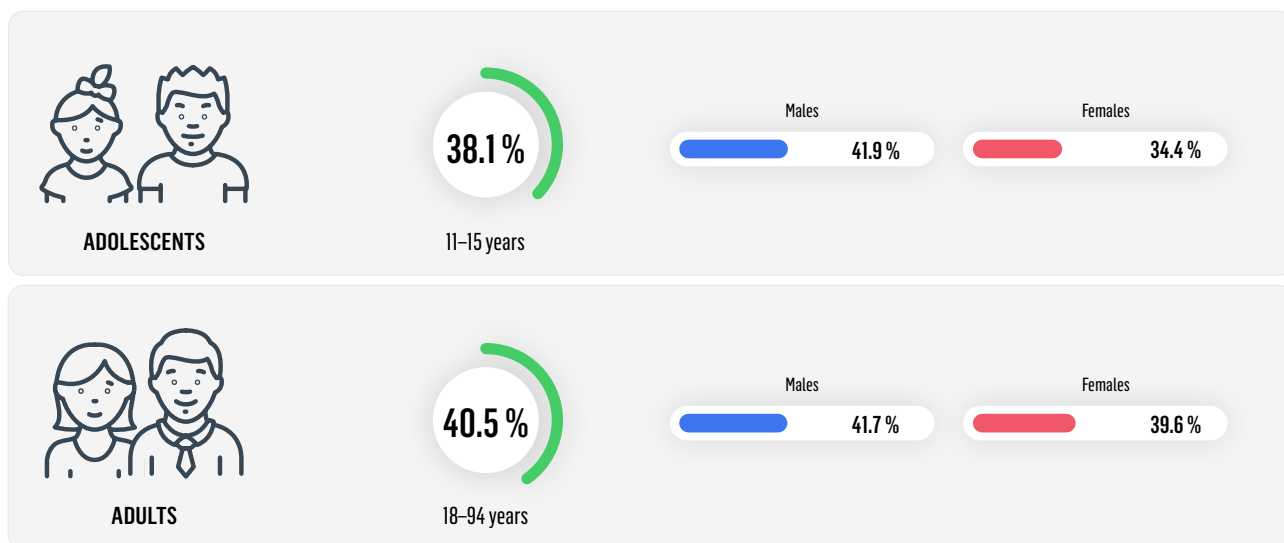 38.1 %
Males
Females
41.9 %
34.4 %
ADOLESCENTS
11–15 years
40.5 %
Males
Females
41.7 %
39.6 %
ADULTS
18–94 years